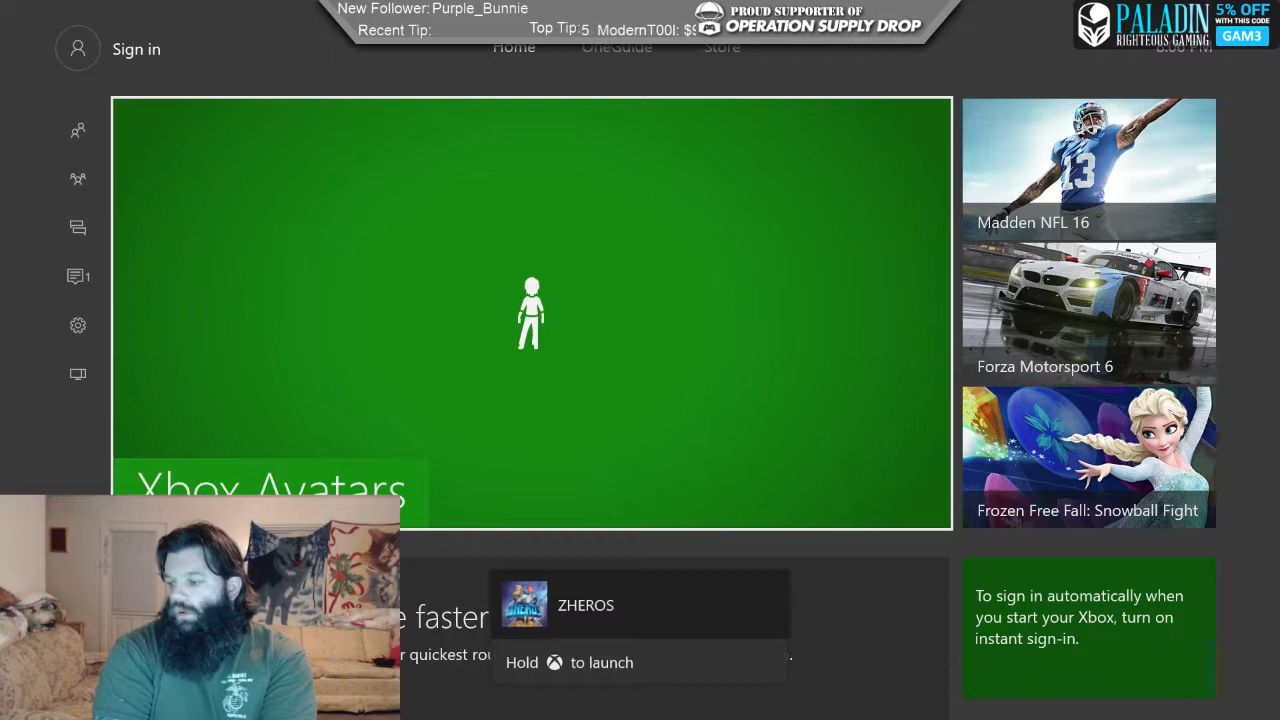 New Follower: Purple_Bunnie
Recent Tip:
Top Tip: 5 ModernT00l: $
PROUD SUPPORTER OF
OPERATION SUPPLY DROP
PALADIN
RIGHTEOUS GAMING
5% OFF
WITH THIS CODE
GAM3
Sign in
Home
OneGuide
Store
1
13
Madden NFL 16
Forza Motorsport 6
Frozen Free Fall: Snowball Fight
Xbox Avatars
faster
ZHEROS
quickest
Hold to launch
To sign in automatically when
you start your Xbox, turn on
instant sign-in.